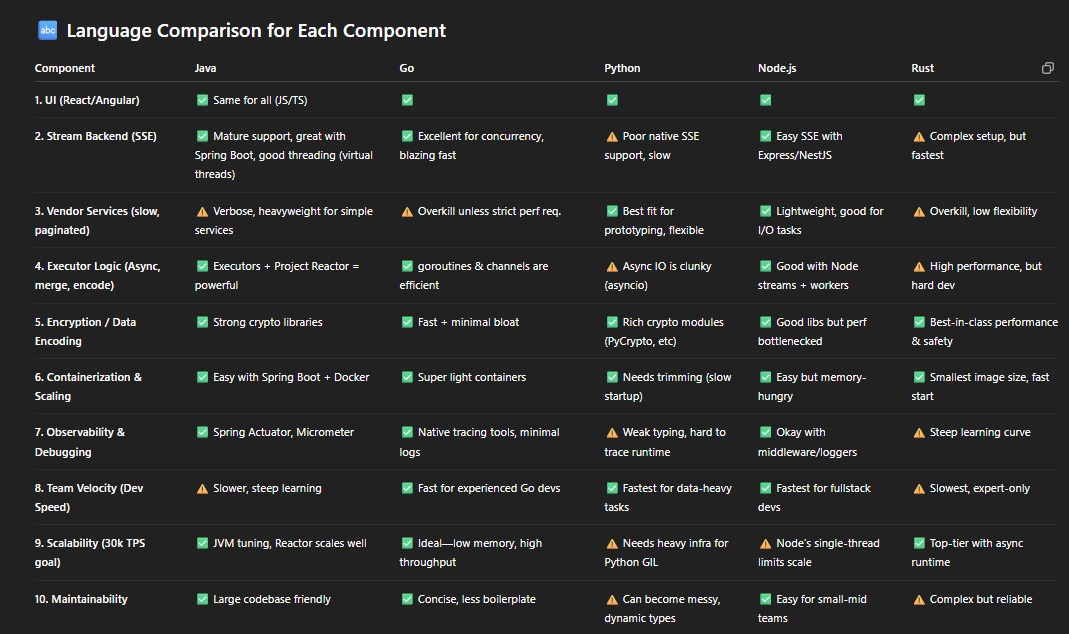 abc Language Comparison for Each Component
Component Java Go Python Node.js Rust
1. UI (React/Angular) ✅ Same for all (JS/TS) ✅ ✅ ✅ ✅
2. Stream Backend (SSE) ✅ Mature support, great with ✅ Excellent for concurrency, ⚠️ Poor native SSE ✅ Easy SSE with ⚠️ Complex setup, but
Spring Boot, good threading (virtual blazing fast support, slow Express/NestJS fastest
threads)
3. Vendor Services (slow, ⚠️ Verbose, heavyweight for simple ⚠️ Overkill unless strict perf req. ✅ Best fit for ✅ Lightweight, good for ⚠️ Overkill, low flexibility
paginated) services prototyping, flexible I/O tasks
4. Executor Logic (Async, ✅ Executors + Project Reactor = ✅ goroutines & channels are ⚠️ Async IO is clunky ✅ Good with Node ⚠️ High performance, but
merge, encode) powerful efficient (asyncio) streams + workers hard dev
5. Encryption / Data ✅ Strong crypto libraries ✅ Fast + minimal bloat ✅ Rich crypto modules ✅ Good libs but perf ✅ Best-in-class performance
Encoding (PyCrypto, etc) bottlenecked & safety
6. Containerization & ✅ Easy with Spring Boot + Docker ✅ Super light containers ✅ Needs trimming (slow ✅ Easy but memory- ✅ Smallest image size, fast
Scaling startup) hungry start
7. Observability & ✅ Spring Actuator, Micrometer ✅ Native tracing tools, minimal ⚠️ Weak typing, hard to ✅ Okay with ⚠️ Steep learning curve
Debugging logs trace runtime middleware/loggers
8. Team Velocity (Dev ⚠️ Slower, steep learning ✅ Fast for experienced Go devs ✅ Fastest for data-heavy ✅ Fastest for fullstack ⚠️ Slowest, expert-only
Speed) tasks devs
9. Scalability (30k TPS ✅ JVM tuning, Reactor scales well ✅ Ideal—low memory, high ⚠️ Needs heavy infra for ⚠️ Node's single-thread ✅ Top-tier with async
goal) throughput Python GIL limits scale runtime
10. Maintainability ✅ Large codebase friendly ✅ Concise, less boilerplate ⚠️ Can become messy, ✅ Easy for small-mid ⚠️ Complex but reliable
dynamic types teams